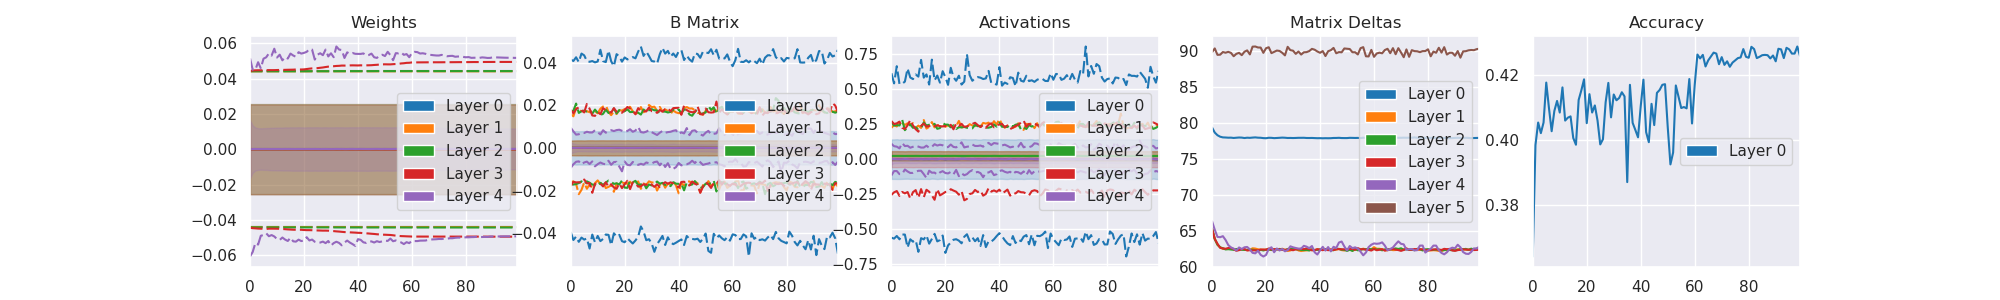 Weights
0.06
0.04
0.02
0.00
−0.02
−0.04
−0.06
0
20
40
60
80
Layer 0
Layer 1
Layer 2
Layer 3
Layer 4
B Matrix
0.04
0.02
0.00
−0.02
−0.04
0
20
40
60
80
Layer 0
Layer 1
Layer 2
Layer 3
Layer 4
Activations
0.75
0.50
0.25
0.00
−0.25
−0.50
−0.75
0
20
40
60
80
Layer 0
Layer 1
Layer 2
Layer 3
Layer 4
Matrix Deltas
90
85
80
75
70
65
60
0
20
40
60
80
Layer 0
Layer 1
Layer 2
Layer 3
Layer 4
Layer 5
Accuracy
0.42
0.40
0.38
0
20
40
60
80
Layer 0